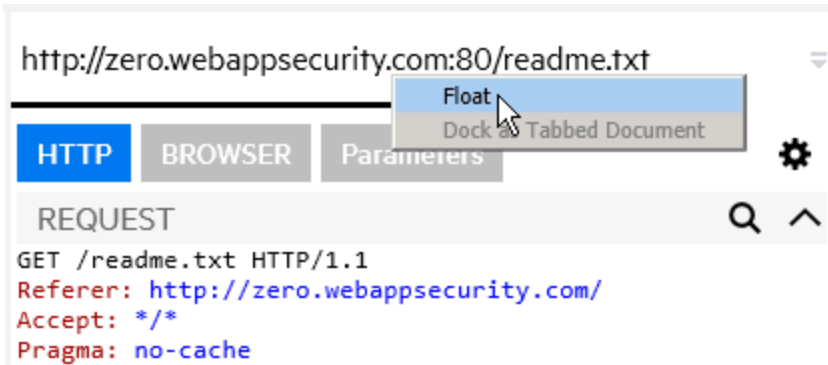 http://zero.webappsecurity.com:80/readme.txt
Float
Dock as Tabbed Document
HTTP BROWSER Parameters
REQUEST
GET /readme.txt HTTP/1.1
Referer: http://zero.webappsecurity.com/
Accept: */*
Pragma: no-cache